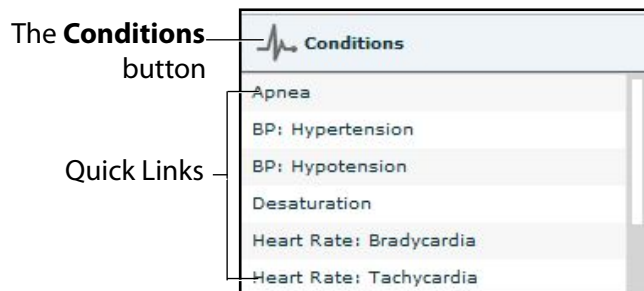 The Conditions
button
Quick Links
Conditions
Apnea
BP: Hypertension
BP: Hypotension
Desaturation
Heart Rate: Bradycardia
Heart Rate: Tachycardia